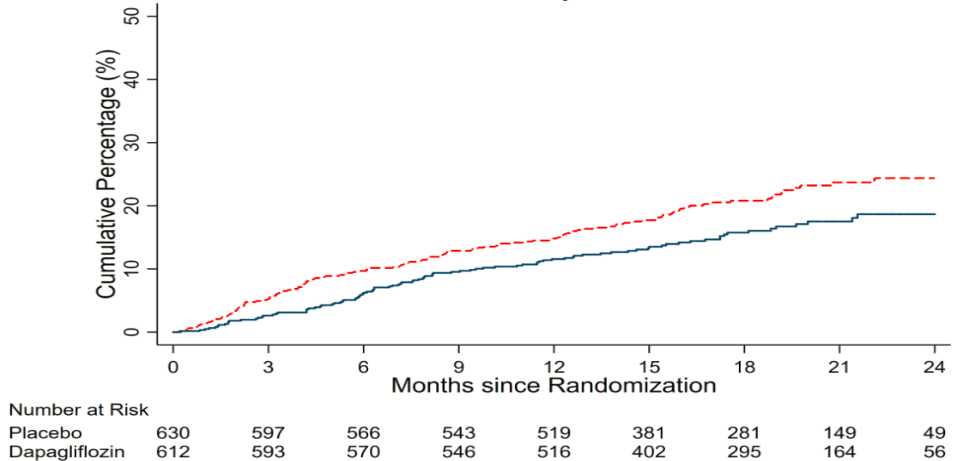 50
40
30
20
10
0
Cumulative Percentage (%)
0 3 6 9 12 15 18 21 24
Months since Randomization
Number at Risk
Placebo 630 597 566 543 519 381 281 149 49
Dapagliflozin 612 593 570 546 516 402 295 164 56